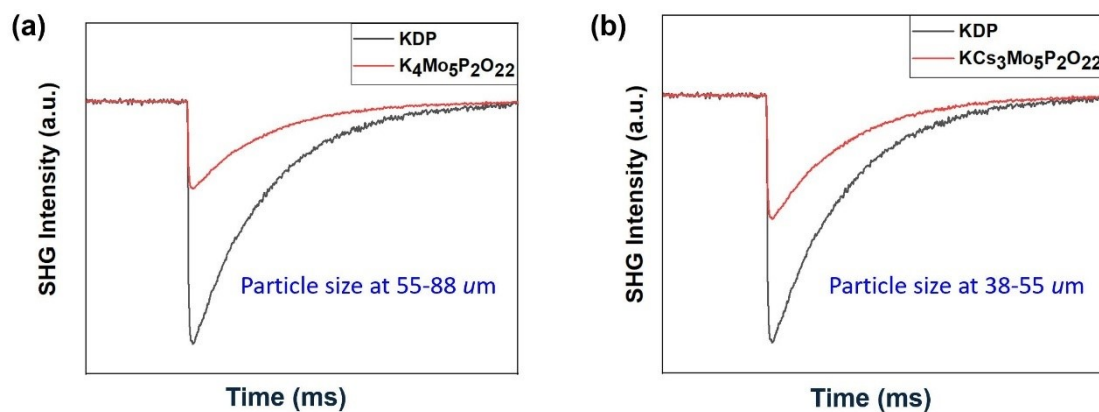 (a)
KDP
K4Mo5P2O22
SHG Intensity (a.u.)
Particle size at 55-88 um
Time (ms)
(b)
KDP
KCs3Mo5P2O22
SHG Intensity (a.u.)
Particle size at 38-55 um
Time (ms)